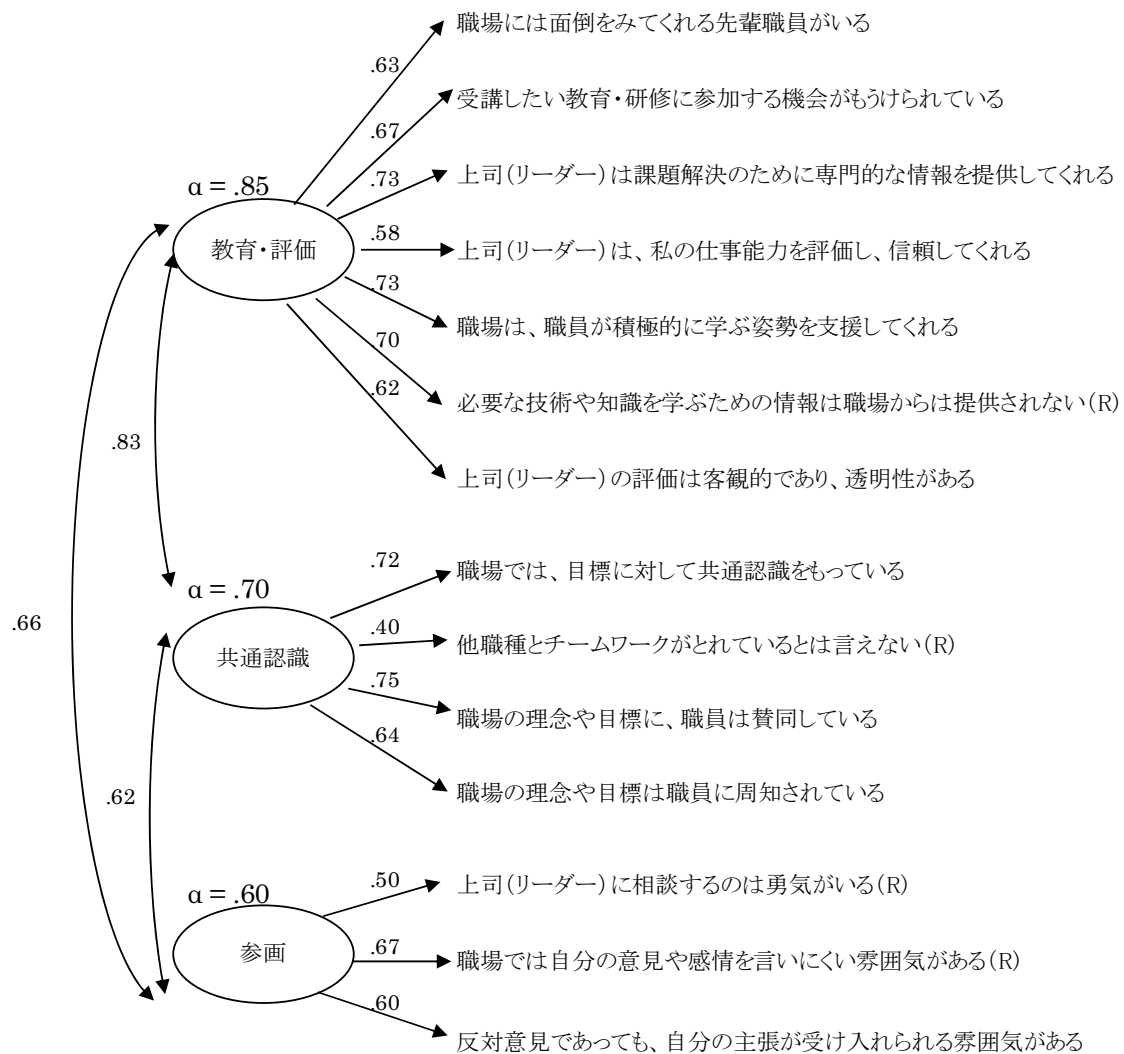 職場には面倒をみてくれる先輩職員がいる
.63
受講したい教育・研修に参加する機会がもうけられている
.67
上司(リーダー)は課題解決のために専門的な情報を提供してくれる
.73
α = .85
教育・評価
.58
上司(リーダー)は、私の仕事能力を評価し、信頼してくれる
.73
職場は、職員が積極的に学ぶ姿勢を支援してくれる
.70
必要な技術や知識を学ぶための情報は職場からは提供されない(R)
.62
上司(リーダー)の評価は客観的であり、透明性がある
.83
.72
職場では、目標に対して共通認識をもっている
α = .70
.66
共通認識
.40
他職種とチームワークがとれているとは言えない(R)
.75
職場の理念や目標に、職員は賛同している
.64
職場の理念や目標は職員に周知されている
.62
.50
上司(リーダー)に相談するのは勇気がいる(R)
α = .60
参画
.67
職場では自分の意見や感情を言いにくい雰囲気がある(R)
.60
反対意見であっても、自分の主張が受け入れられる雰囲気がある